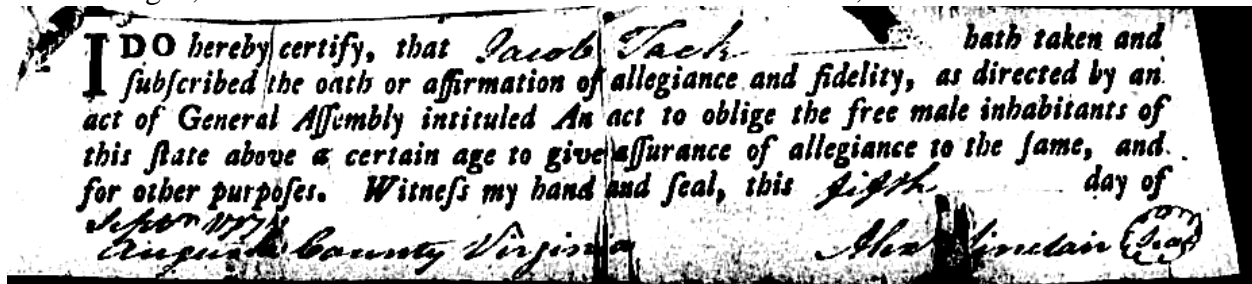 I DO hereby certify, that Jacob Tack hath taken and
ſubſcribed the oath or affirmation of allegiance and fidelity, as directed by an
act of General Aſſembly intituled An act to oblige the free male inhabitants of
this ſtate above a certain age to give aſſurance of allegiance to the ſame, and
for other purpoſes. Witneſs my hand and ſeal, this fifth day of
Augusta County Virginia Alex Sinclair Seal